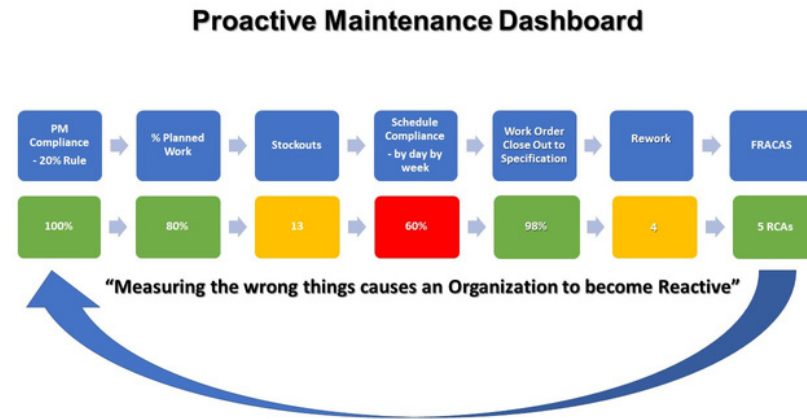 Proactive Maintenance Dashboard
PM
Compliance
- 20% Rule
% Planned
Work
Stockouts
Schedule
Compliance
- by day by
week
Work Order
Close Out to
Specification
Rework
FRACAS
100%
80%
13
60%
98%
4
5 RCAs
“Measuring the wrong things causes an Organization to become Reactive”